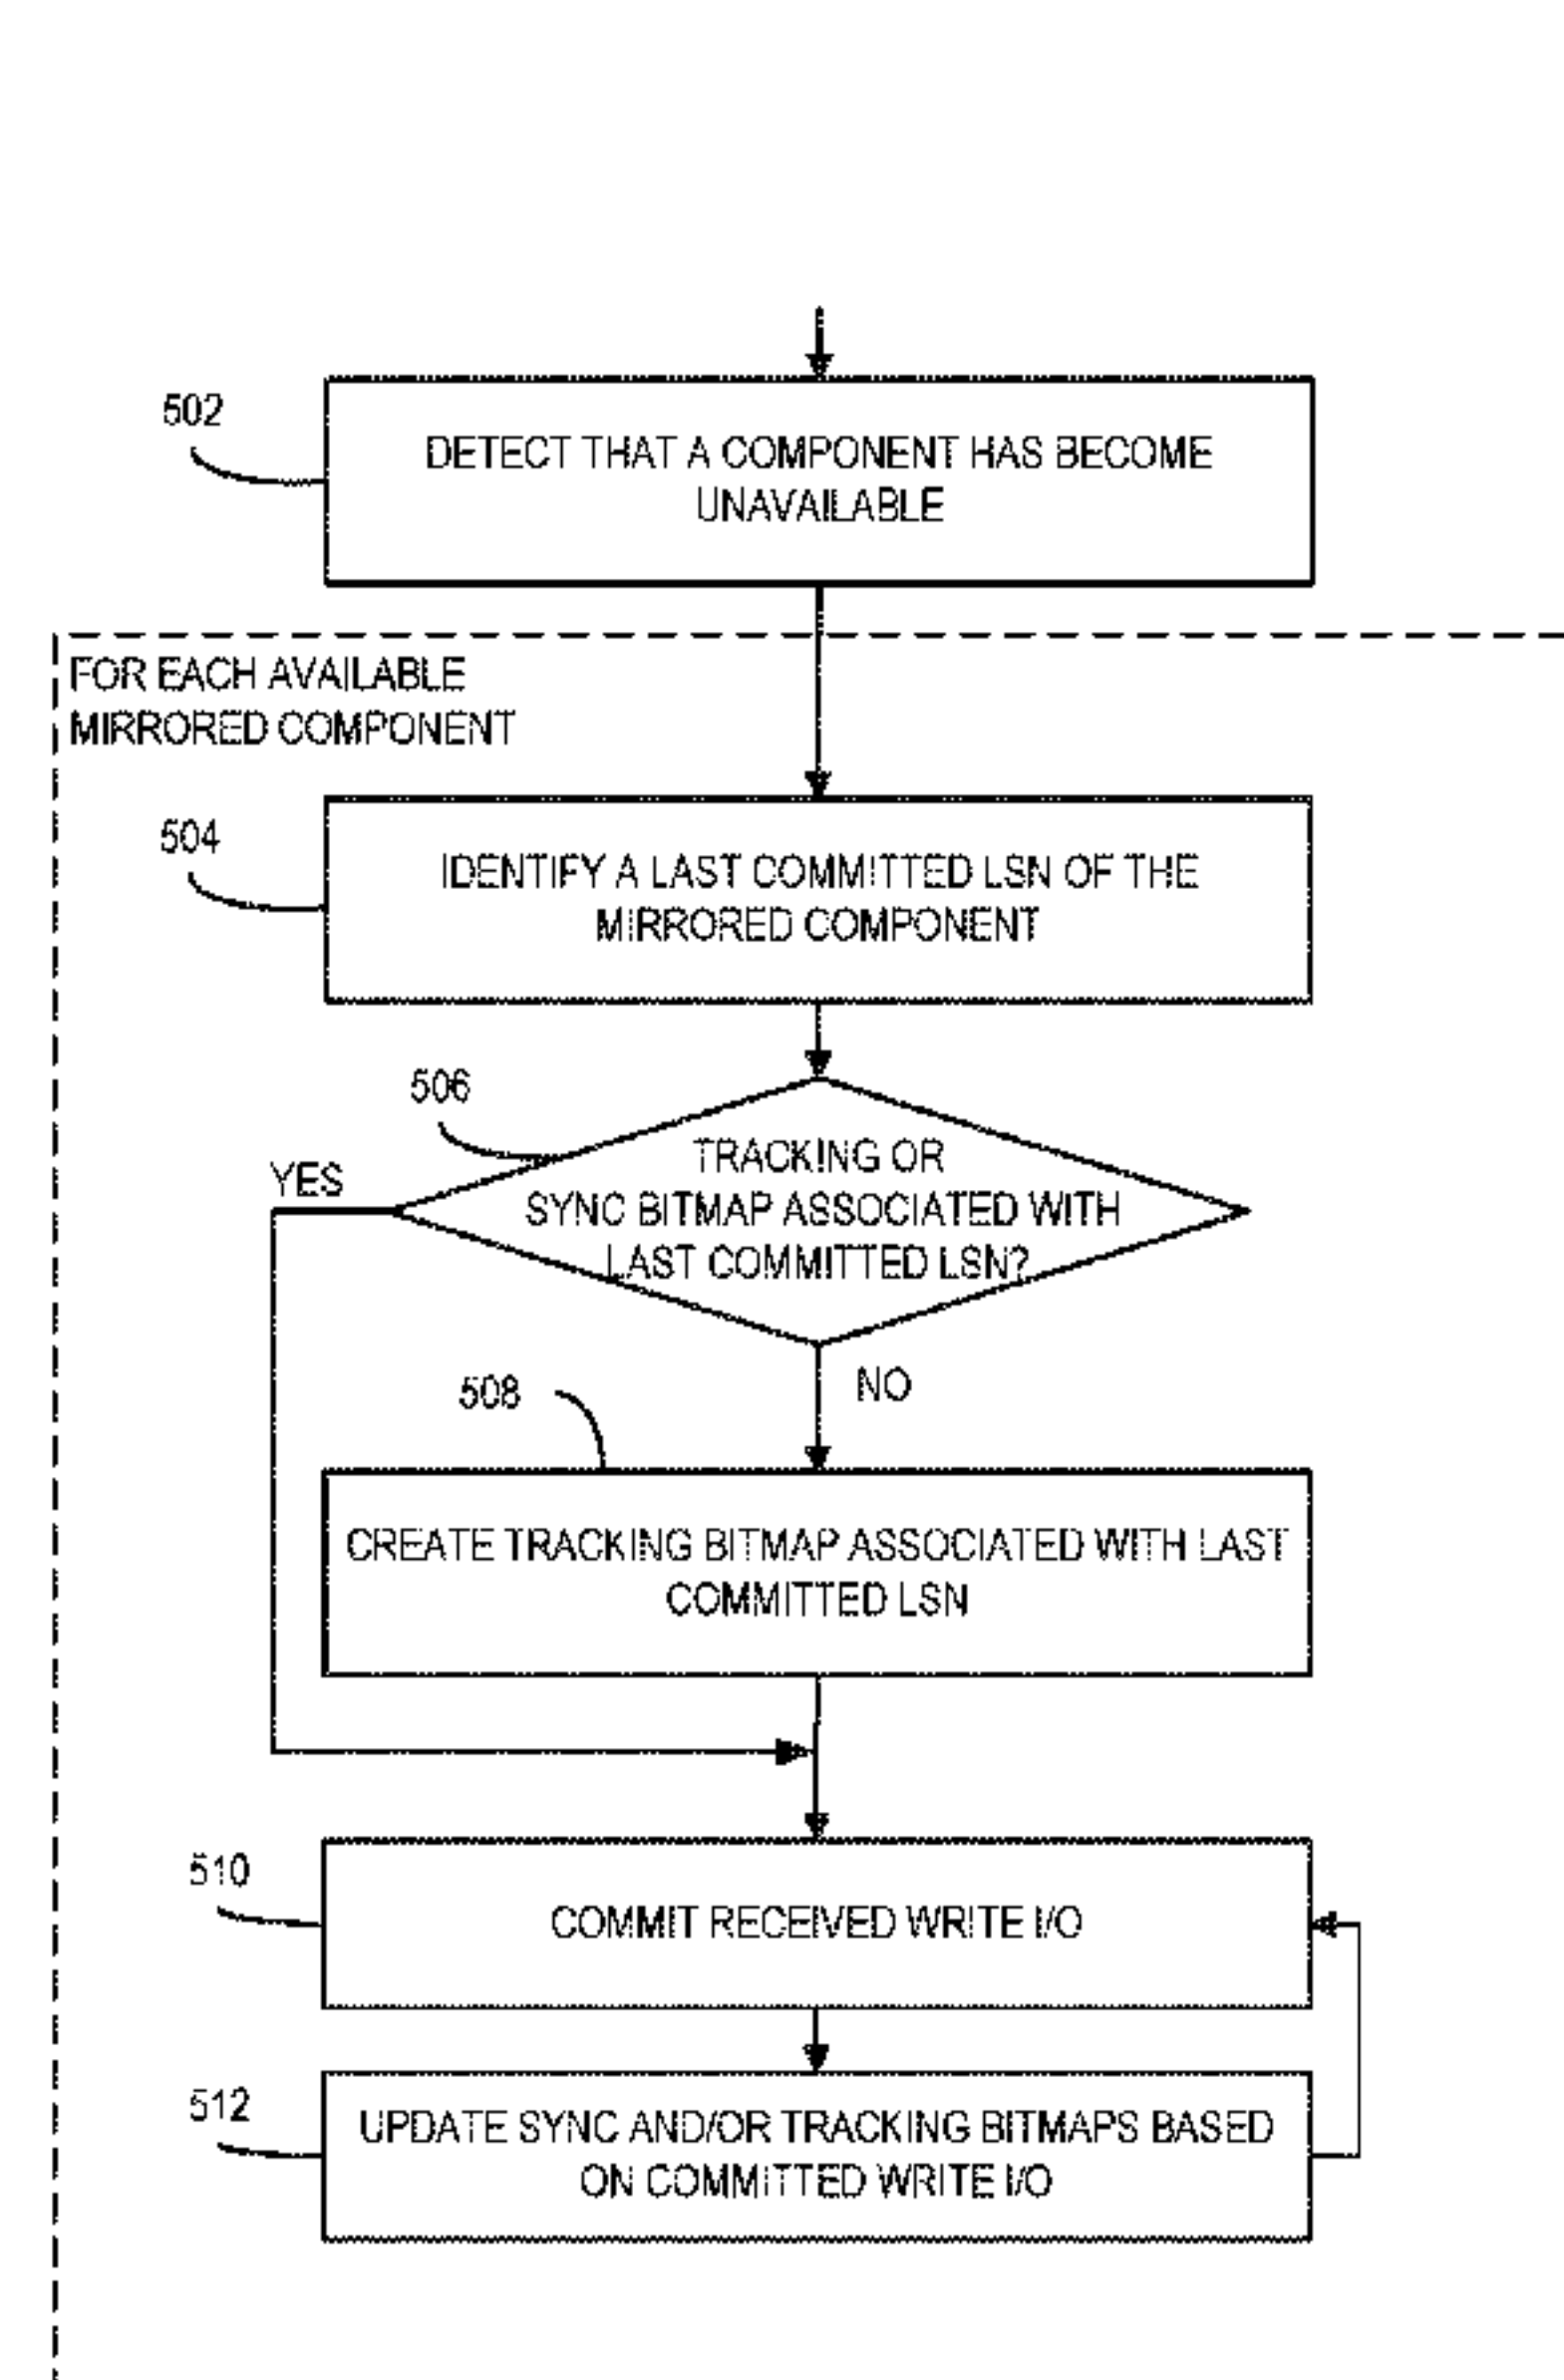 502
DETECT THAT A COMPONENT HAS BECOME
UNAVAILABLE
FOR EACH AVAILABLE
MIRRORED COMPONENT
504
IDENTIFY A LAST COMMITTED LSN OF THE
MIRRORED COMPONENT
506
YES
TRACKING OR
SYNC BITMAP ASSOCIATED WITH
LAST COMMITTED LSN?
NO
508
CREATE TRACKING BITMAP ASSOCIATED WITH LAST
COMMITTED LSN
510
COMMIT RECEIVED WRITE I/O
512
UPDATE SYNC AND/OR TRACKING BITMAPS BASED
ON COMMITTED WRITE I/O